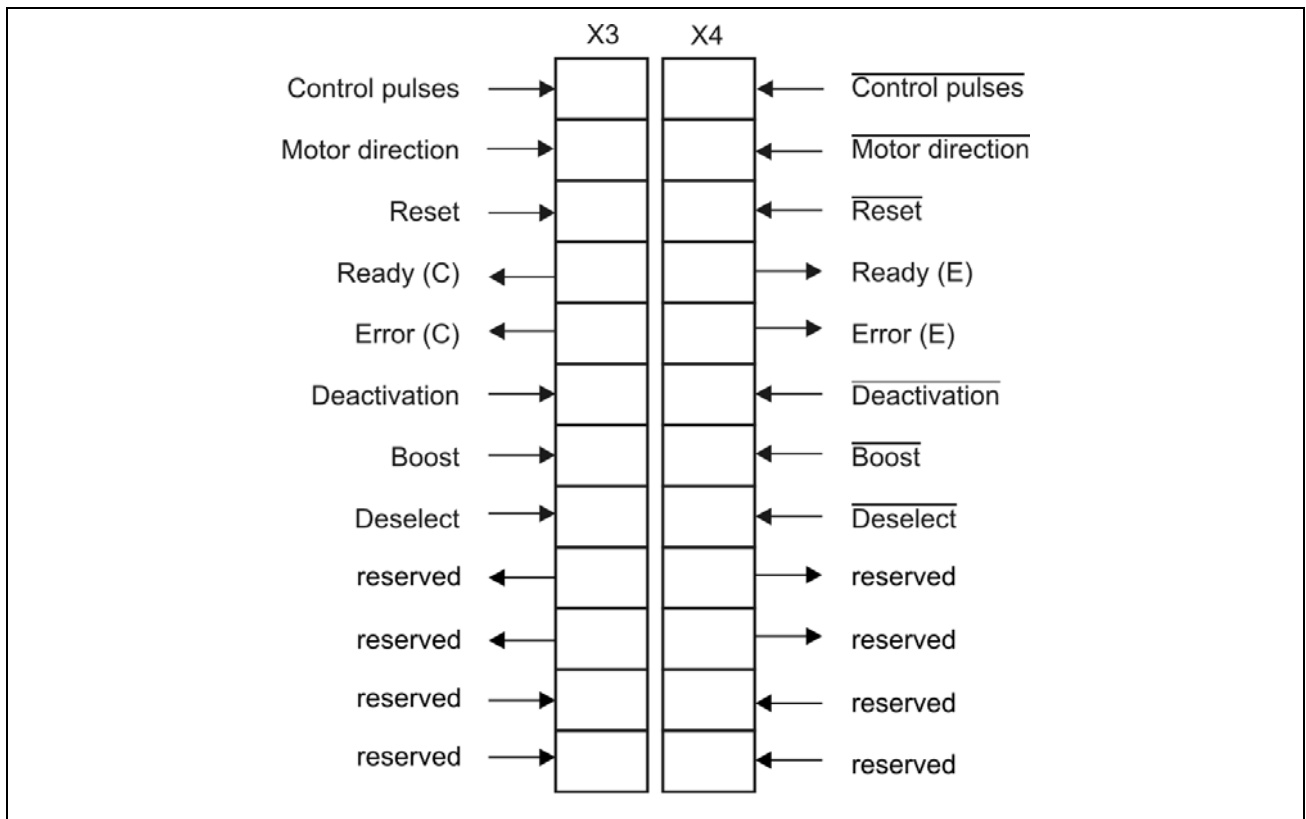 X3 X4
Control pulses Control pulses
Motor direction Motor direction
Reset Reset
Ready (C) Ready (E)
Error (C) Error (E)
Deactivation Deactivation
Boost Boost
Deselect Deselect
reserved reserved
reserved reserved
reserved reserved
reserved reserved